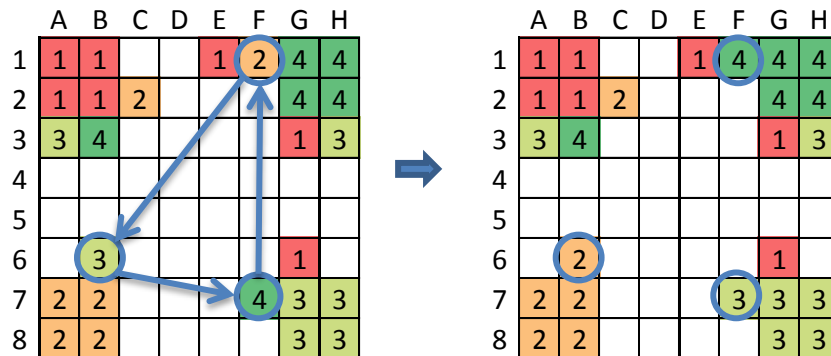 A B C D E F G H A B C D E F G H
1 1 1 1 2 4 4 1 1 1 1 4 4 4
2 1 1 2 4 4 2 1 1 2 4 4
3 3 4 1 3 3 3 4 1 3
4 4
5 5
6 3 1 6 2 1
7 2 2 4 3 3 7 2 2 3 3 3
8 2 2 3 3 8 2 2 3 3